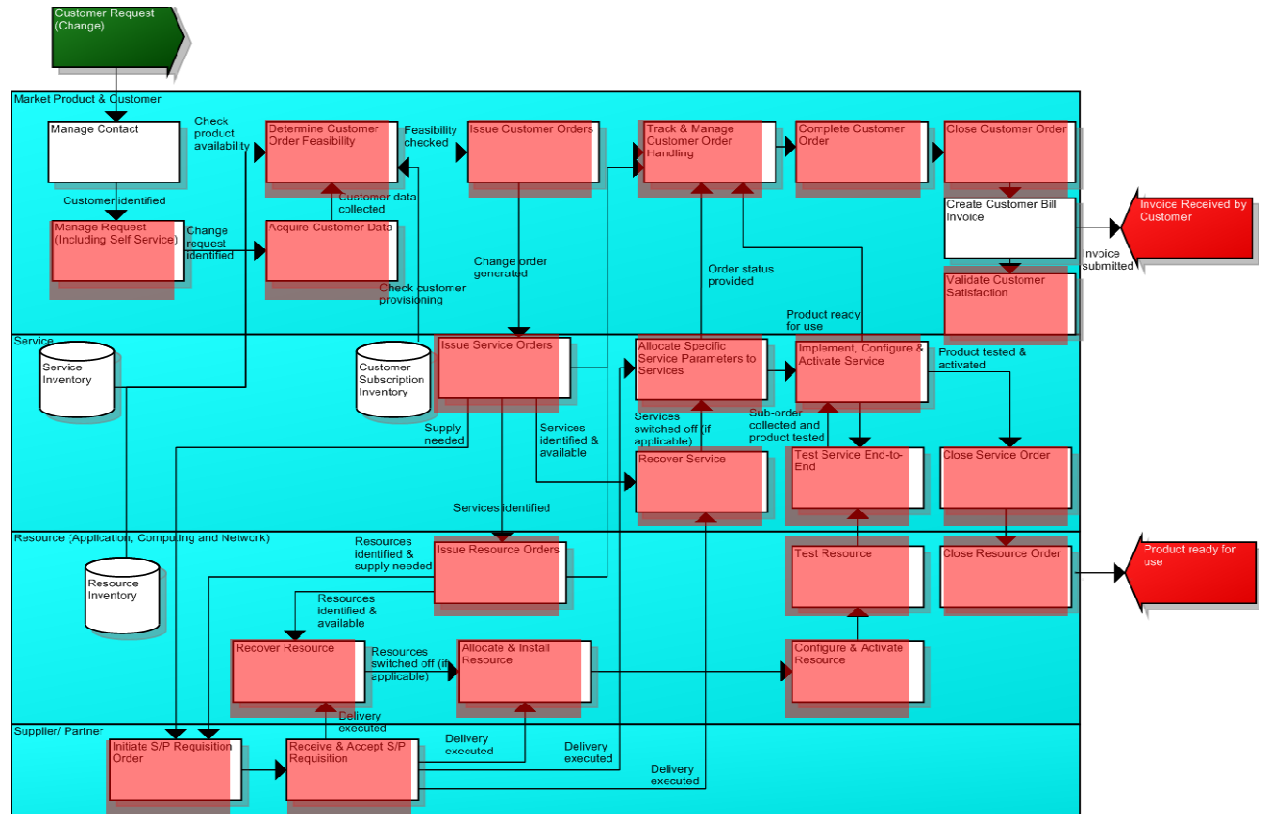 Customer Request
(Change)
Market Product & Customer
Manage Contact
Check
product
availability
Determine Customer
Order Feasibility
Feasibility
checked
Issue Customer Orders
Track & Manage
Customer Order
Handling
Complete Customer
Order
Close Customer Order
Customer identified
Customer data
collected
Manage Request
(Including Self Service)
Change
request
identified
Acquire Customer Data
Create Customer Bill
Invoice
Invoice Received by
Customer
Invoice
submitted
Change order
generated
Order status
provided
Validate Customer
Satisfaction
Check customer
provisioning
Product ready
for use
Service
Service
Inventory
Customer
Subscription
Inventory
Issue Service Orders
Allocate Specific
Service Parameters to
Services
Implement, Configure &
Activate Service
Product tested &
activated
Supply
needed
Services
identified &
available
Services
switched off (if
applicable)
Sub-order
collected and
product tested
Recover Service
Test Service End-to-
End
Close Service Order
Services identified
Resource (Application, Computing and Network)
Resource
Inventory
Resources
identified &
supply needed
Issue Resource Orders
Test Resource
Close Resource Order
Product ready for
use
Resources
identified &
available
Recover Resource
Resources
switched off (if
applicable)
Allocate & Install
Resource
Configure & Activate
Resource
Delivery
executed
Supplier/ Partner
Initiate S/P Requisition
Order
Receive & Accept S/P
Requisition
Delivery
executed
Delivery
executed
Delivery
executed